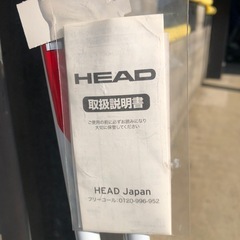 HEAD
取扱説明書
ご使用の前に必ずお読みになり
大切に保管してください
HEAD Japan
フリーコール:0120-996-952